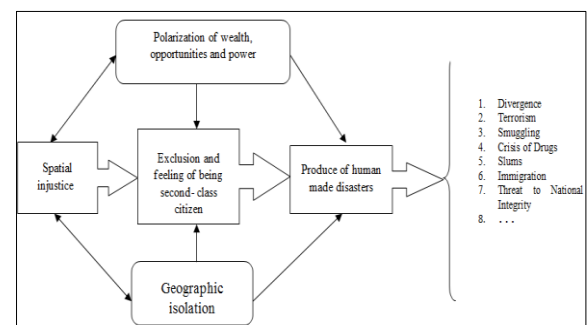 Polarization of wealth,
opportunities and power
Spatial
injustice
Exclusion and
feeling of being
second- class
citizen
Produce of human
made disasters
Geographic
isolation
1. Divergence
2. Terrorism
3. Smuggling
4. Crisis of Drugs
5. Slums
6. Immigration
7. Threat to National
Integrity
8. . . .